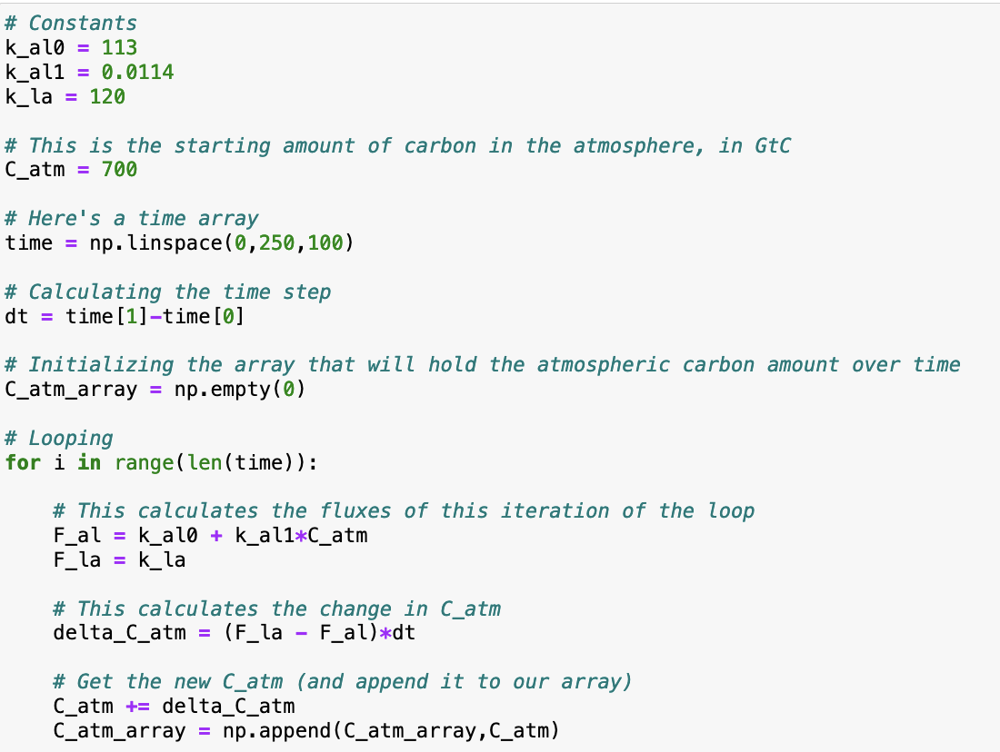 # Constants
k_al0 = 113
k_al1 = 0.0114
k_la = 120
# This is the starting amount of carbon in the atmosphere, in GtC
C_atm = 700
# Here's a time array
time = np.linspace(0,250,100)
# Calculating the time step
dt = time[1]-time[0]
# Initializing the array that will hold the atmospheric carbon amount over time
C_atm_array = np.empty(0)
# Looping
for i in range(len(time)):
    # This calculates the fluxes of this iteration of the loop
    F_al = k_al0 + k_al1*C_atm
    F_la = k_la
    # This calculates the change in C_atm
    delta_C_atm = (F_la - F_al)*dt
    # Get the new C_atm (and append it to our array)
    C_atm += delta_C_atm
    C_atm_array = np.append(C_atm_array,C_atm)